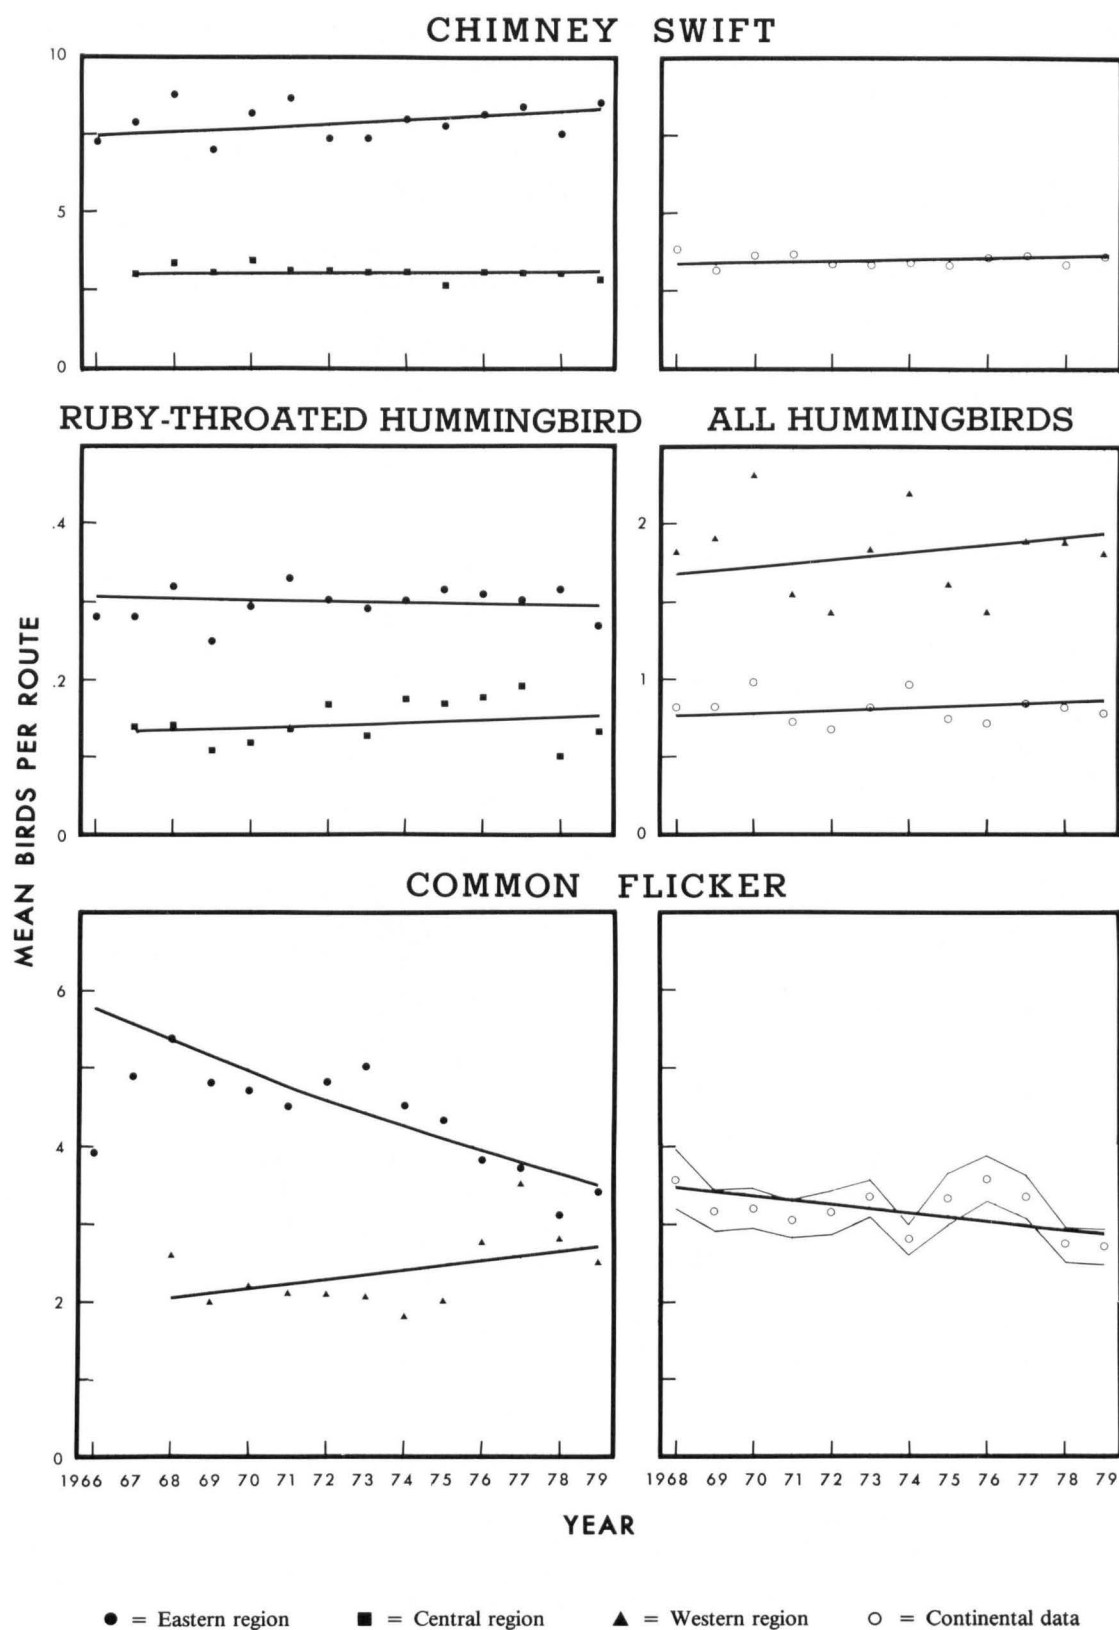 CHIMNEY SWIFT
10
5
0
RUBY-THROATED HUMMINGBIRD
ALL HUMMINGBIRDS
.4
.2
0
2
1
0
MEAN BIRDS PER ROUTE
COMMON FLICKER
6
4
2
0
1966 67 68 69 70 71 72 73 74 75 76 77 78 79
1968 69 70 71 72 73 74 75 76 77 78 79
YEAR
● = Eastern region ■ = Central region ▲ = Western region ○ = Continental data